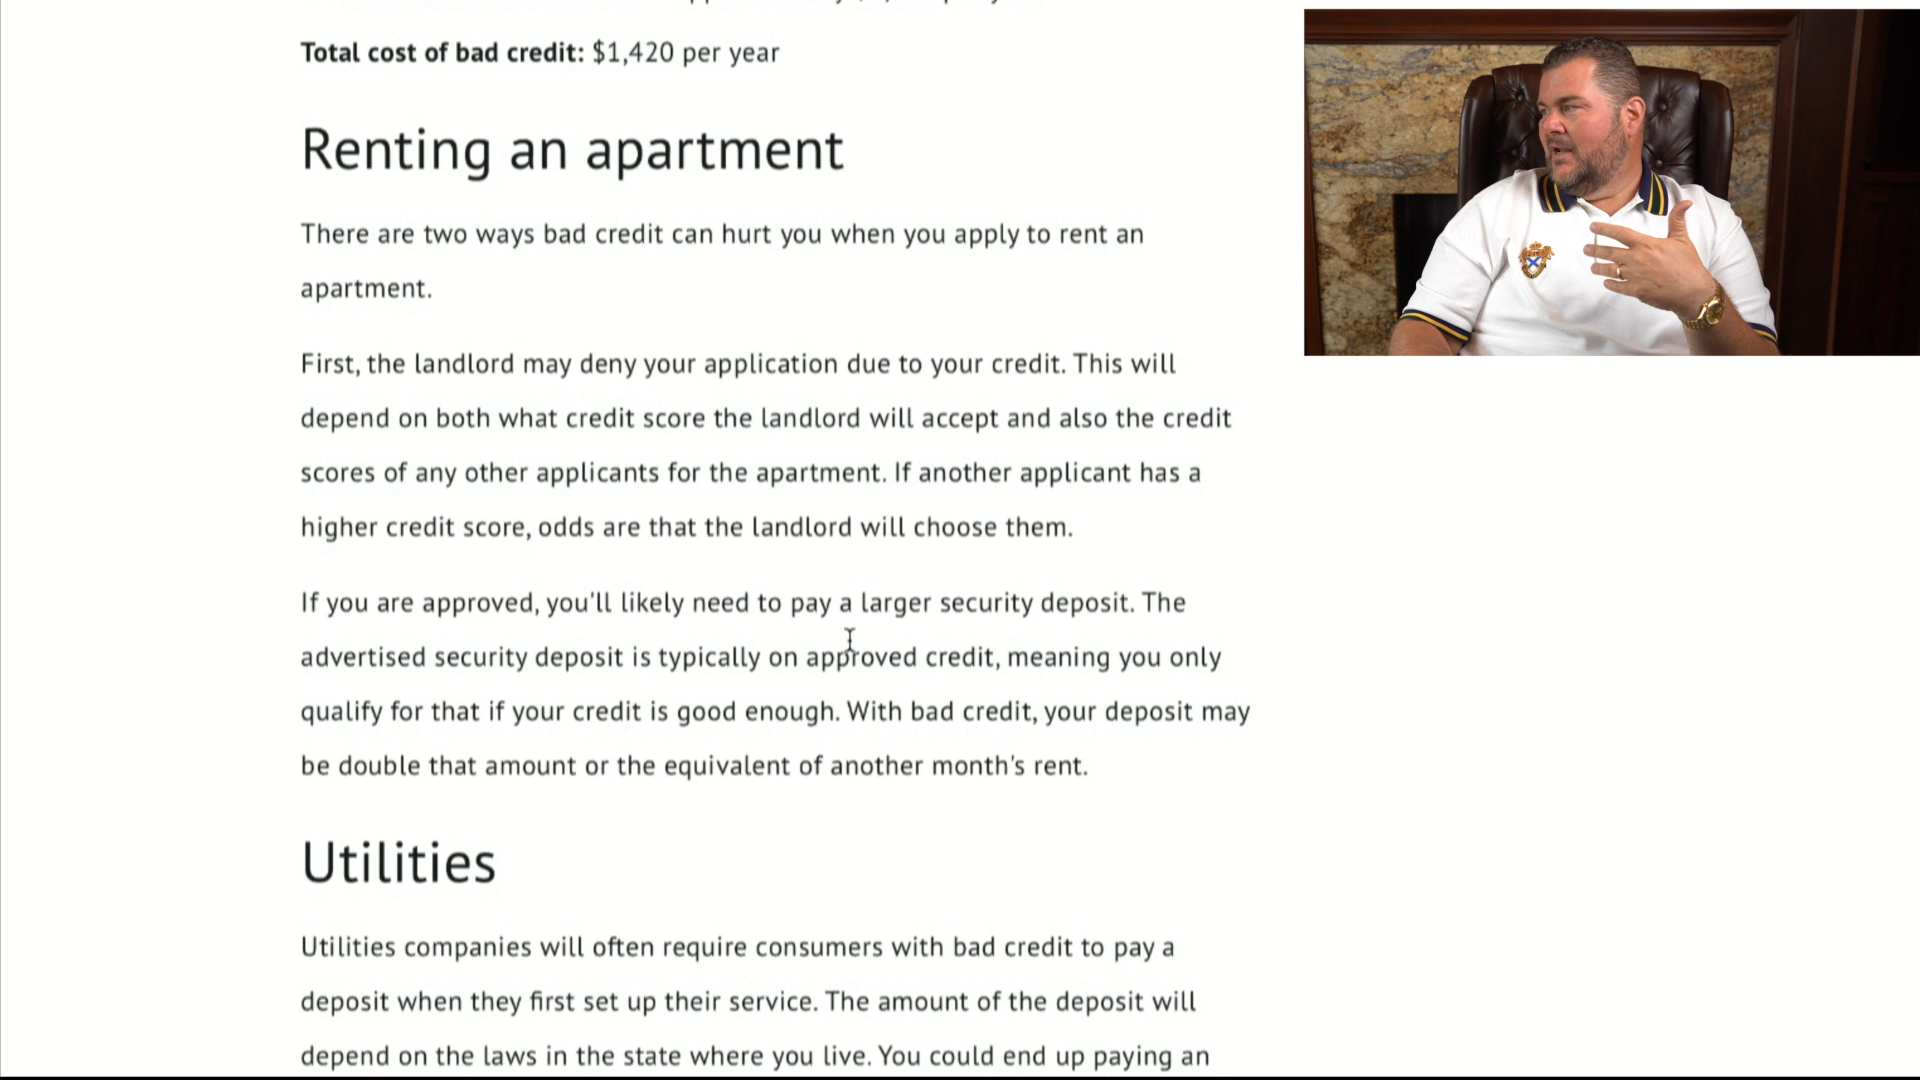 Total cost of bad credit: $1,420 per year
Renting an apartment
There are two ways bad credit can hurt you when you apply to rent an
apartment.
First, the landlord may deny your application due to your credit. This will
depend on both what credit score the landlord will accept and also the credit
scores of any other applicants for the apartment. If another applicant has a
higher credit score, odds are that the landlord will choose them.
If you are approved, you'll likely need to pay a larger security deposit. The
advertised security deposit is typically on approved credit, meaning you only
qualify for that if your credit is good enough. With bad credit, your deposit may
be double that amount or the equivalent of another month's rent.
Utilities
Utilities companies will often require consumers with bad credit to pay a
deposit when they first set up their service. The amount of the deposit will
depend on the laws in the state where you live. You could end up paying an